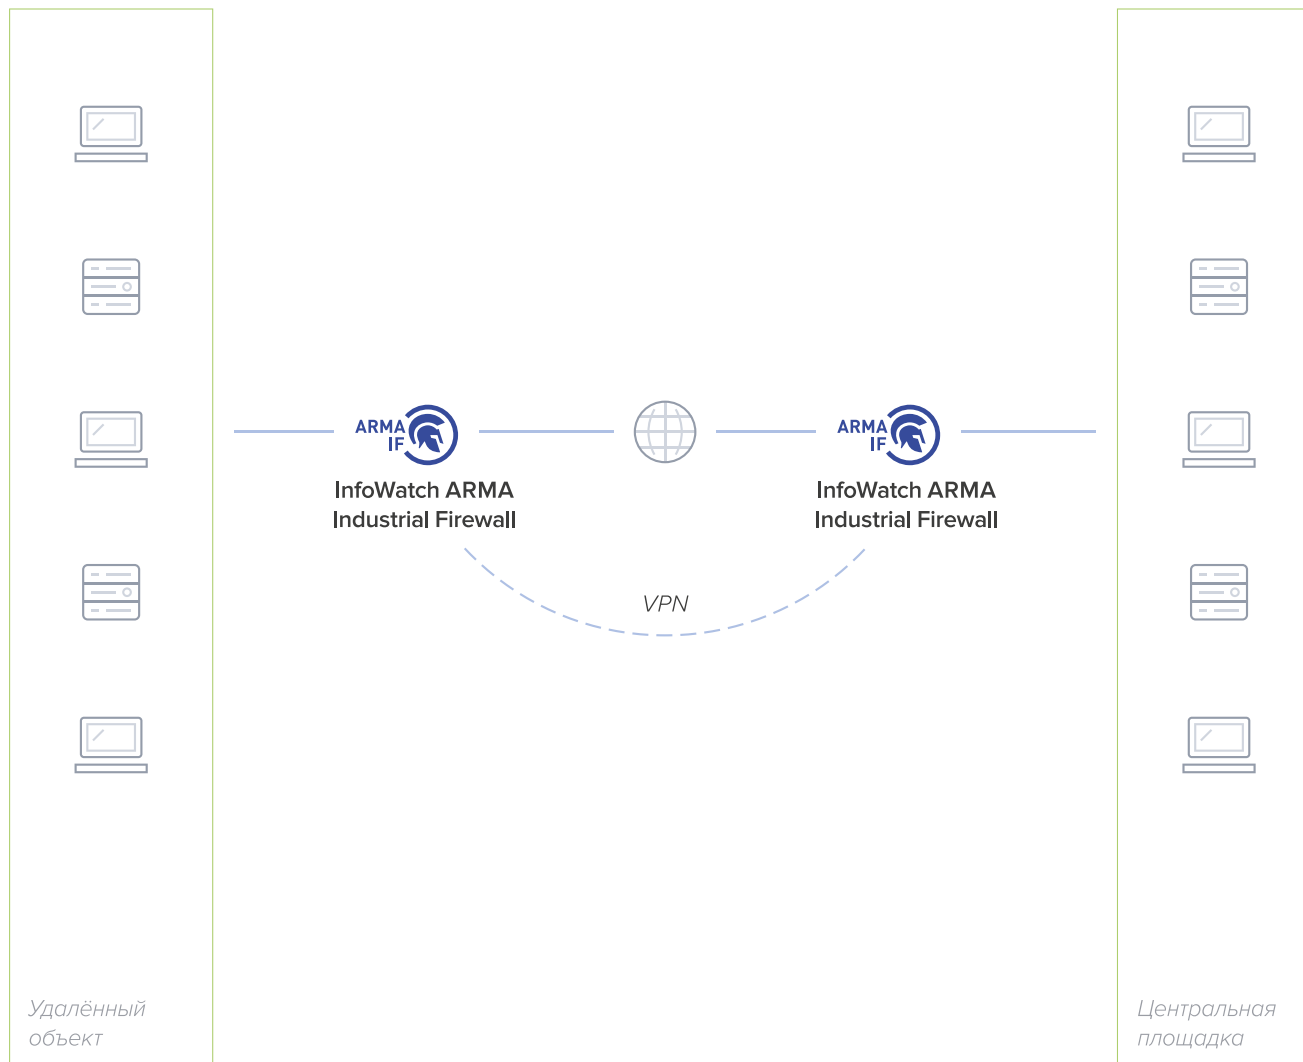 ARMA
IF
InfoWatch ARMA
Industrial Firewall
ARMA
IF
InfoWatch ARMA
Industrial Firewall
VPN
Удалённый
объект
Центральная
площадка